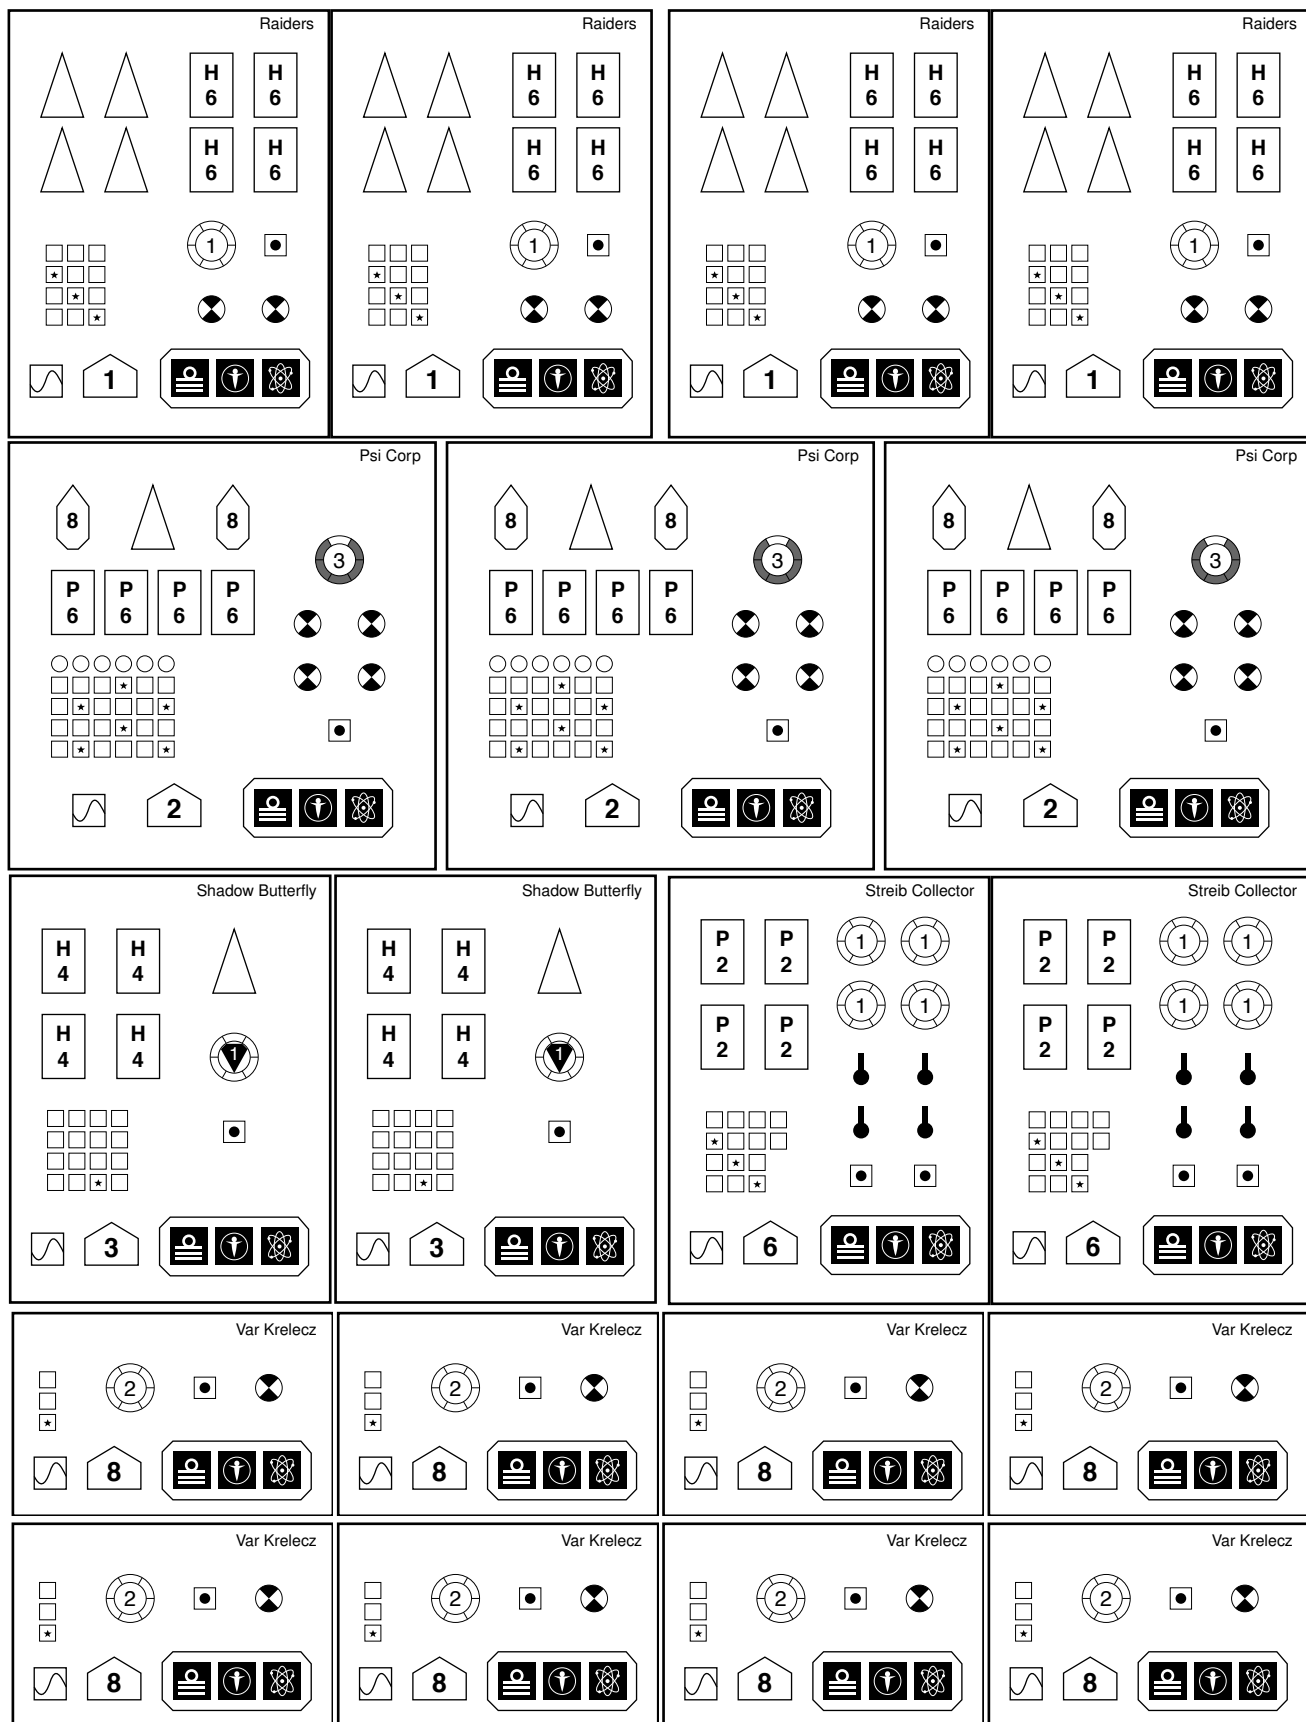 Raiders Raiders Raiders Raiders
H H H H H H H H
6 6 6 6 6 6 6 6
H H H H H H H H
6 6 6 6 6 6 6 6
1 1 1 1
1 1 1 1
Psi Corp Psi Corp Psi Corp
8 8 8 8 8 8
3 3 3
P P P P P P P P P P P P
6 6 6 6 6 6 6 6 6 6 6 6
2 2 2
Shadow Butterfly Shadow Butterfly Streib Collector Streib Collector
H H H H P P 1 1 P P 1 1
4 4 4 4 2 2 2 2
H H H H P P 1 1 P P 1 1
4 4 4 4 2 2 2 2
1 1
3 3 6 6
Var Krelecz Var Krelecz Var Krelecz Var Krelecz
2 2 2 2
8 8 8 8
Var Krelecz Var Krelecz Var Krelecz Var Krelecz
2 2 2 2
8 8 8 8